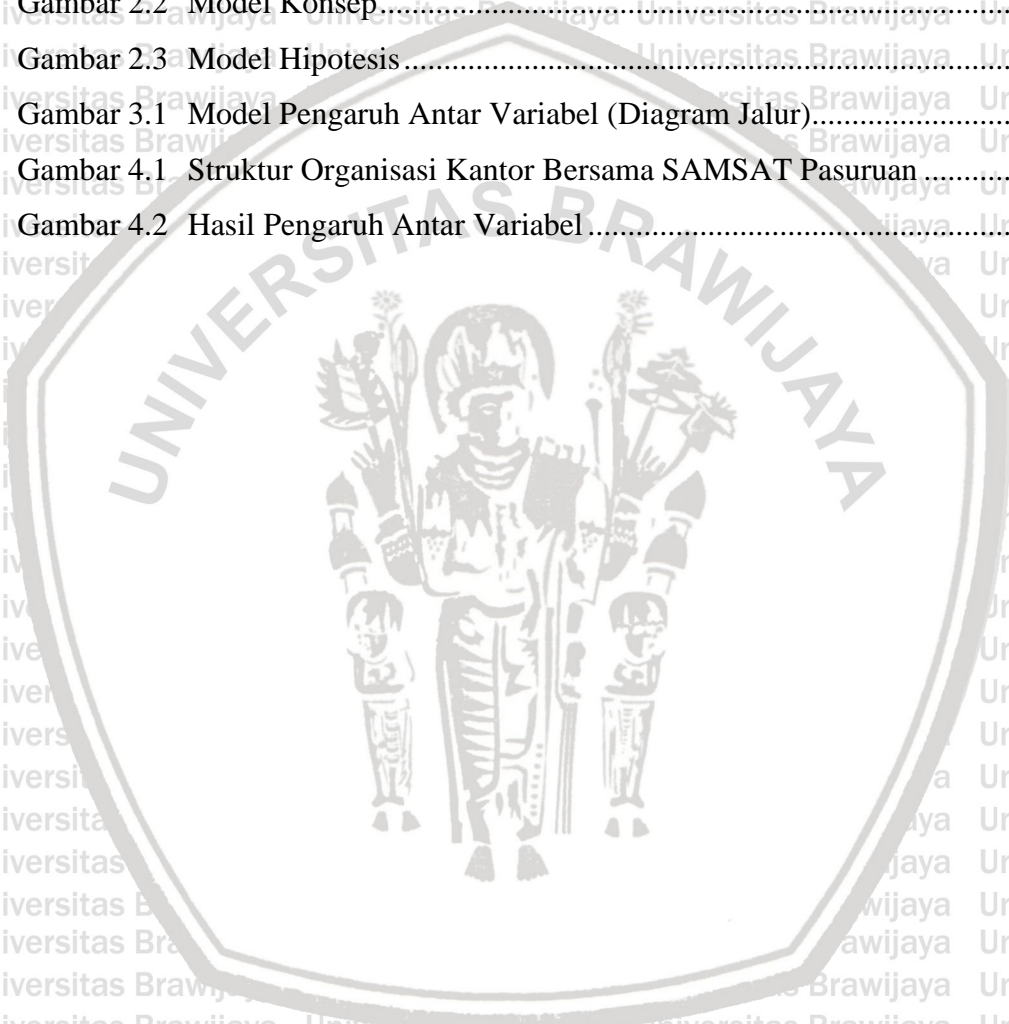 Gambar 2.2 Model Konsep...........................................................................
Gambar 2.3 Model Hipotesis........................................................................
Gambar 3.1 Model Pengaruh Antar Variabel (Diagram Jalur)........................
Gambar 4.1 Struktur Organisasi Kantor Bersama SAMSAT Pasuruan ..........
Gambar 4.2 Hasil Pengaruh Antar Variabel ..................................................
UNIVERSITAS BRAWIJAYA